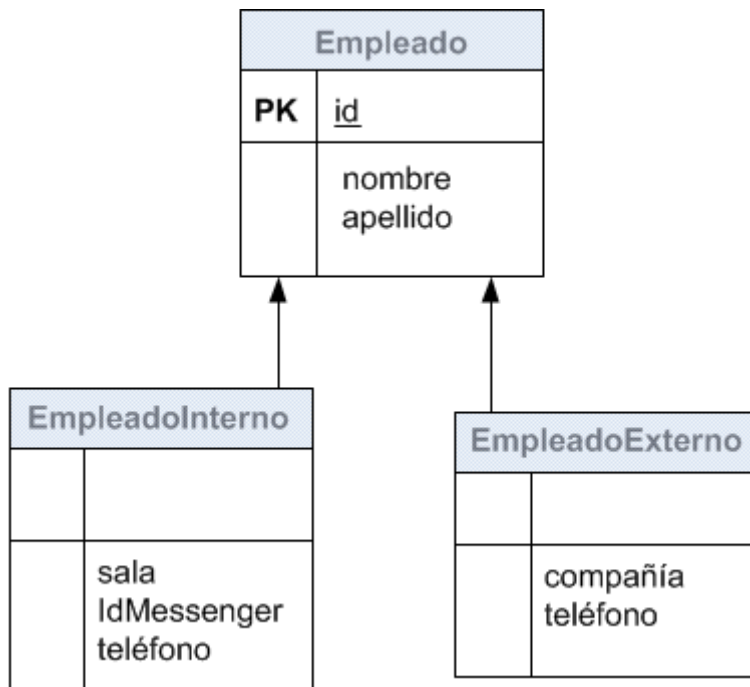 Empleado
PK id
nombre
apellido
EmpleadoInterno
sala
IdMessenger
teléfono
EmpleadoExterno
compañía
teléfono